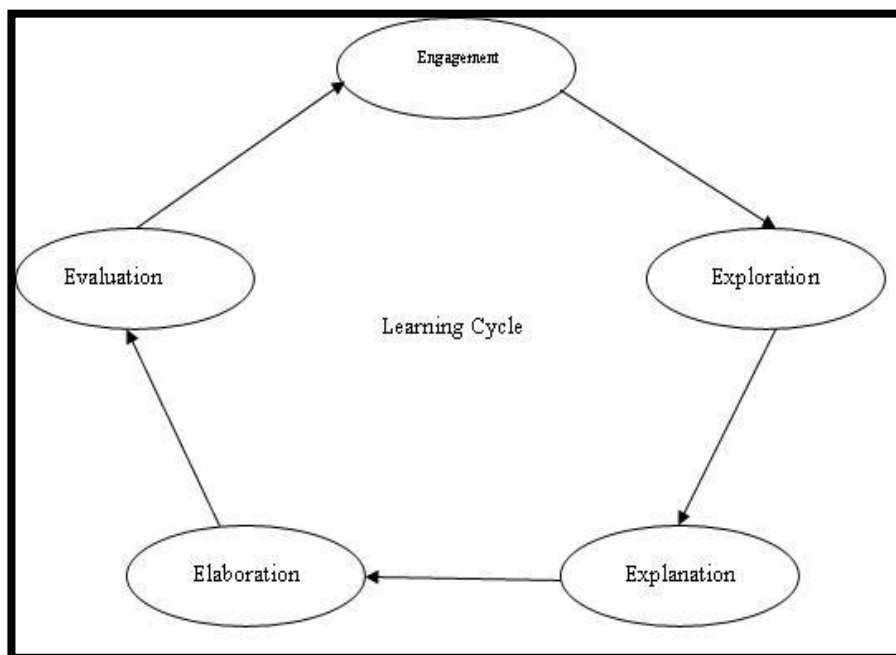 Engagement
Evaluation
Exploration
Learning Cycle
Elaboration
Explanation